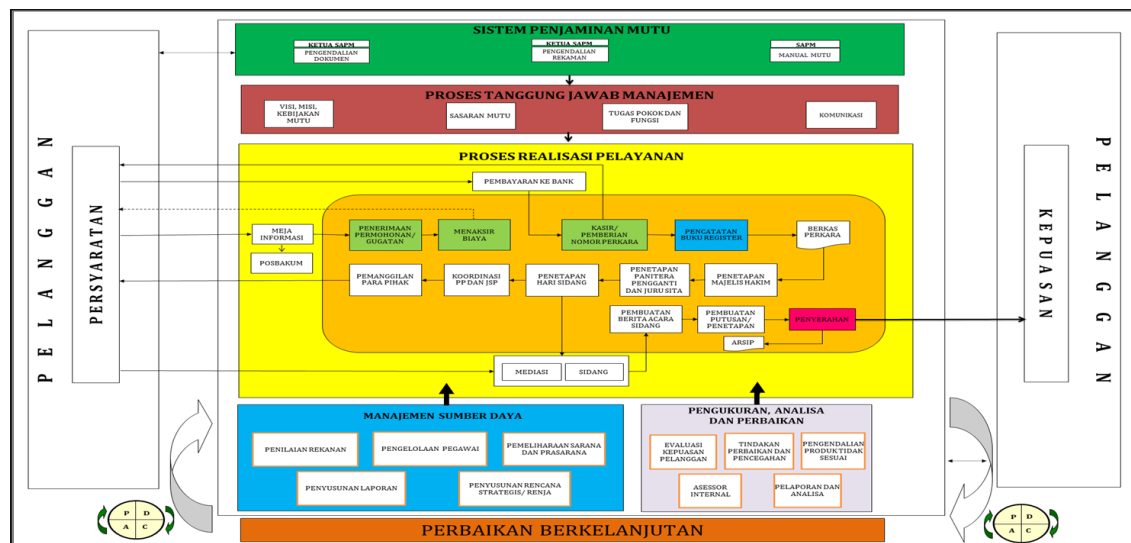 SISTEM PENJAMINAN MUTU
KETUA SAPM
PENGENDALIAN
DOKUMEN
KETUA SAPM
PENGENDALIAN
REKAMAN
SAPM
MANUAL MUTU
PROSES TANGGUNG JAWAB MANAJEMEN
VISI, MISI,
KEBIJAKAN
MUTU
SASARAN MUTU
TUGAS POKOK DAN
FUNGSI
KOMUNIKASI
PELANGGAN
PERSYARATAN
PROSES REALISASI PELAYANAN
PEMBAYARAN KE BANK
MEJA
INFORMASI
POSBAKUM
PENERIMAAN
PERMOHONAN/
GUGATAN
MENAKSIR
BIAYA
KASIR/
PEMBERIAN
NOMOR PERKARA
PENCATATAN
BUKU REGISTER
BERKAS
PERKARA
PEMANGGILAN
PARA PIHAK
KOORDINASI
PP DAN JSP
PENETAPAN
HARI SIDANG
PENETAPAN
PANITERA
PENGGANTI
DAN JURU SITA
PENETAPAN
MAJELIS HAKIM
PEMBUATAN
BERITA ACARA
SIDANG
PEMBUATAN
PUTUSAN/
PENETAPAN
PENYERAHAN
ARSIP
MEDIASI
SIDANG
KEPUASAN
PELANGGAN
MANAJEMEN SUMBER DAYA
PENILAIAN REKANAN
PENGELOLAAN PEGAWAI
PEMELIHARAAN SARANA
DAN PRASARANA
PENYUSUNAN LAPORAN
PENYUSUNAN RENCANA
STRATEGIS/ RENJA
PENGUKURAN, ANALISA
DAN PERBAIKAN
EVALUASI
KEPUASAN
PELANGGAN
TINDAKAN
PERBAIKAN DAN
PENCEGAHAN
PENGENDALIAN
PRODUK TIDAK
SESUAI
ASESSOR
INTERNAL
PELAPORAN DAN
ANALISA
P D
A C
P D
A C
PERBAIKAN BERKELANJUTAN